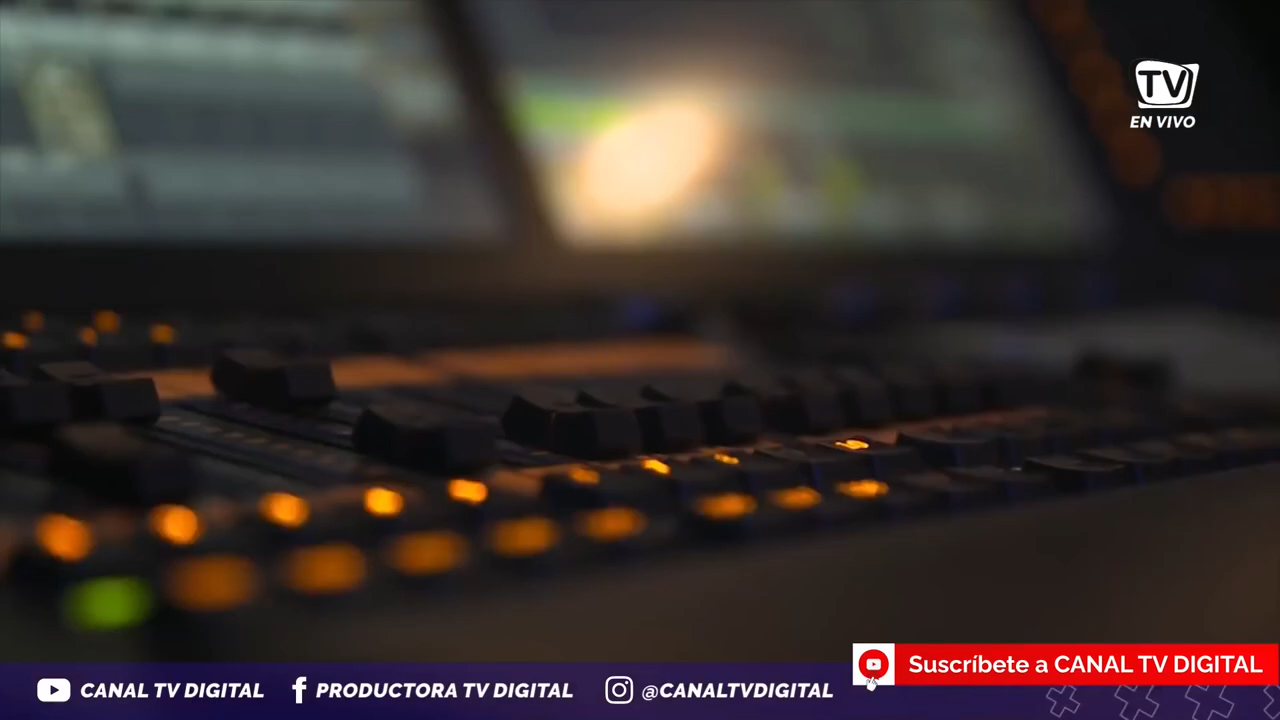 TV
EN VIVO
Suscríbete a CANAL TV DIGITAL
CANAL TV DIGITAL
PRODUCTORA TV DIGITAL
@CANALTVDIGITAL